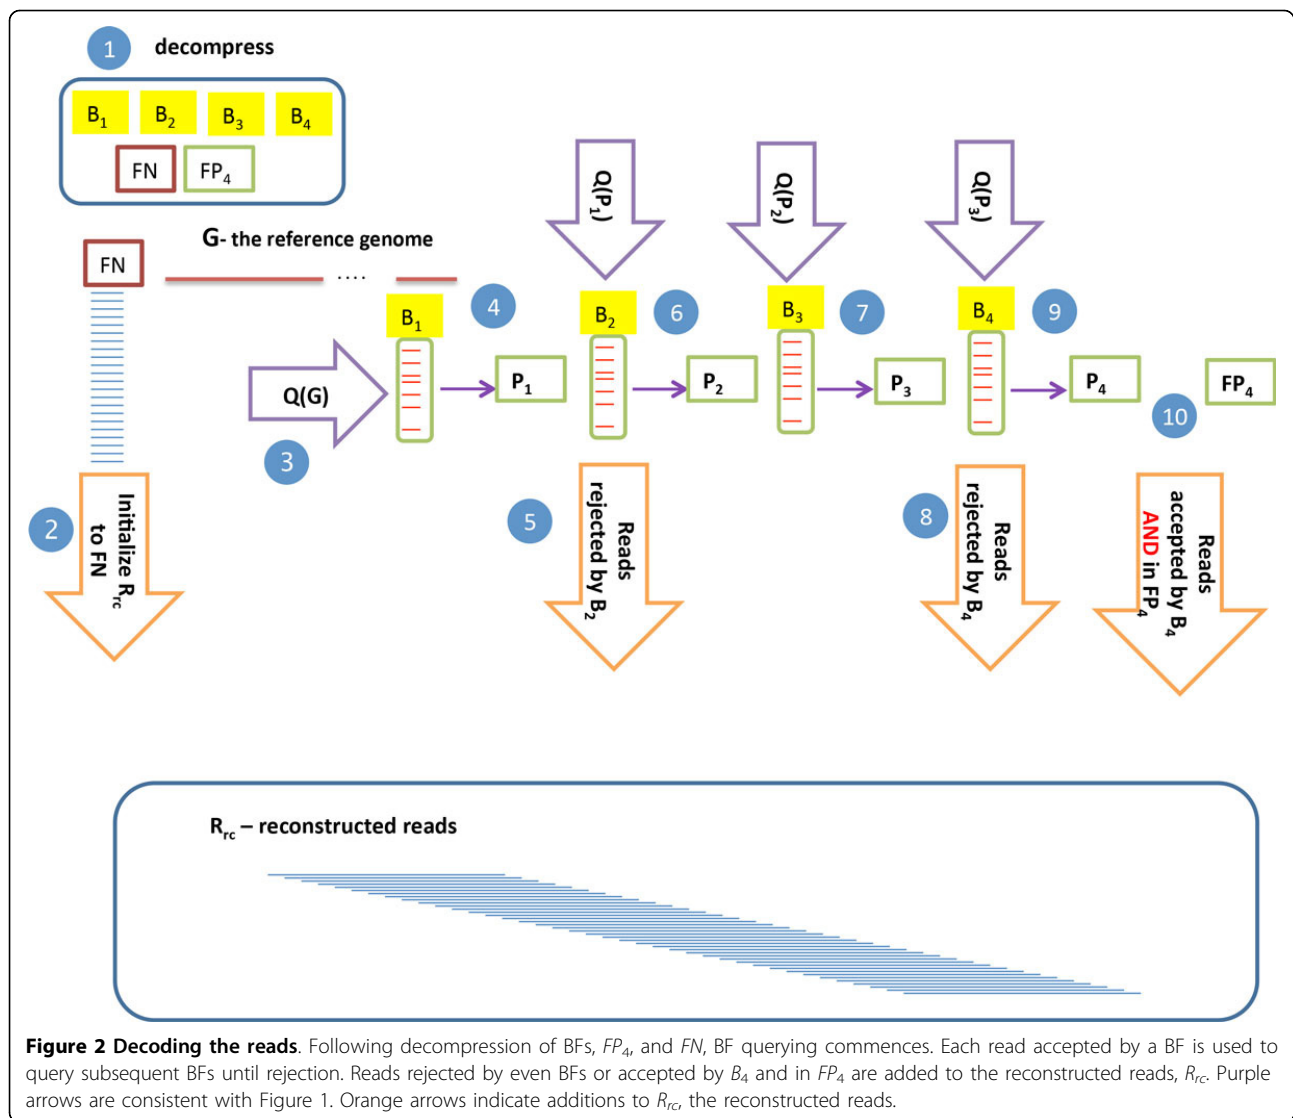 1 decompress
B1 B2 B3 B4
FN FP4
G- the reference genome
FN
....
Q(P1)
Q(P2)
Q(P3)
B1
4
B2
6
B3
7
B4
9
Q(G)
3
P1
P2
P3
P4
FP4
10
2
Initialize Rrc
to FN
5
Reads
rejected by B2
8
Reads
rejected by B4
Reads
accepted by B4
AND in FP4
Rrc – reconstructed reads
Figure 2 Decoding the reads. Following decompression of BFs, FP4, and FN, BF querying commences. Each read accepted by a BF is used to
query subsequent BFs until rejection. Reads rejected by even BFs or accepted by B4 and in FP4 are added to the reconstructed reads, Rrc. Purple
arrows are consistent with Figure 1. Orange arrows indicate additions to Rrc, the reconstructed reads.